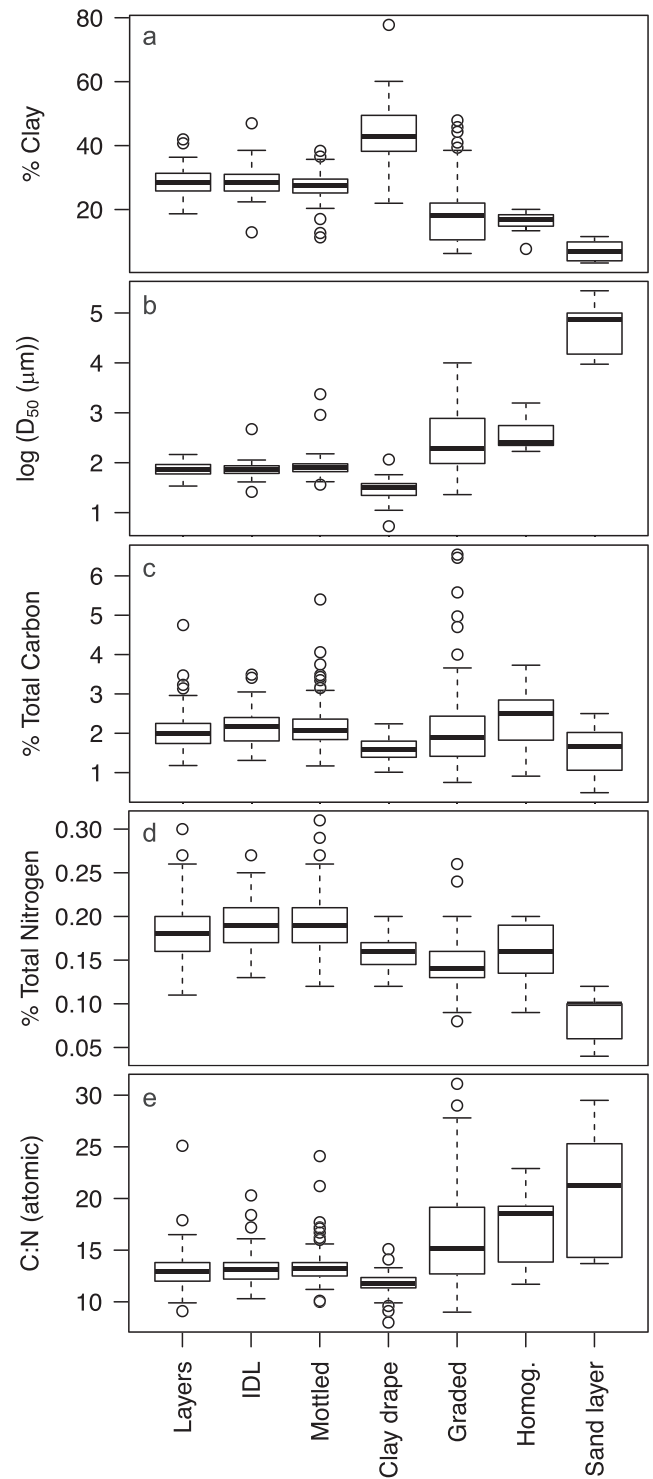 a
% Clay
80
60
40
20
b
log (D₅₀ (μm))
5
4
3
2
1
c
% Total Carbon
6
5
4
3
2
1
d
% Total Nitrogen
0.30
0.25
0.20
0.15
0.10
0.05
e
C:N (atomic)
30
25
20
15
10
Layers
IDL
Mottled
Clay drape
Graded
Homog.
Sand layer